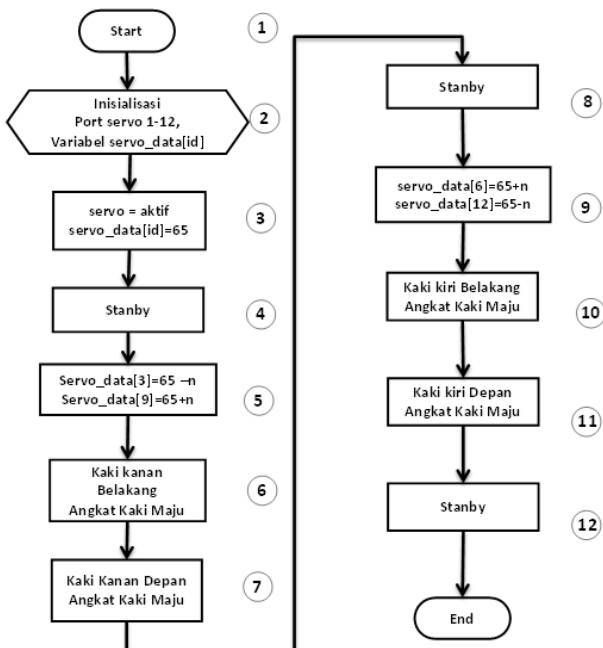 Start
1
Inisialisasi
Port servo 1-12,
Variabel servo_data[id]
2
servo = aktif
servo_data[id]=65
3
Stanby
4
Servo_data[3]=65 –n
Servo_data[9]=65+n
5
Kaki kanan
Belakang
Angkat Kaki Maju
6
Kaki Kanan Depan
Angkat Kaki Maju
7
Stanby
8
servo_data[6]=65+n
servo_data[12]=65-n
9
Kaki kiri Belakang
Angkat Kaki Maju
10
Kaki kiri Depan
Angkat Kaki Maju
11
Stanby
12
End